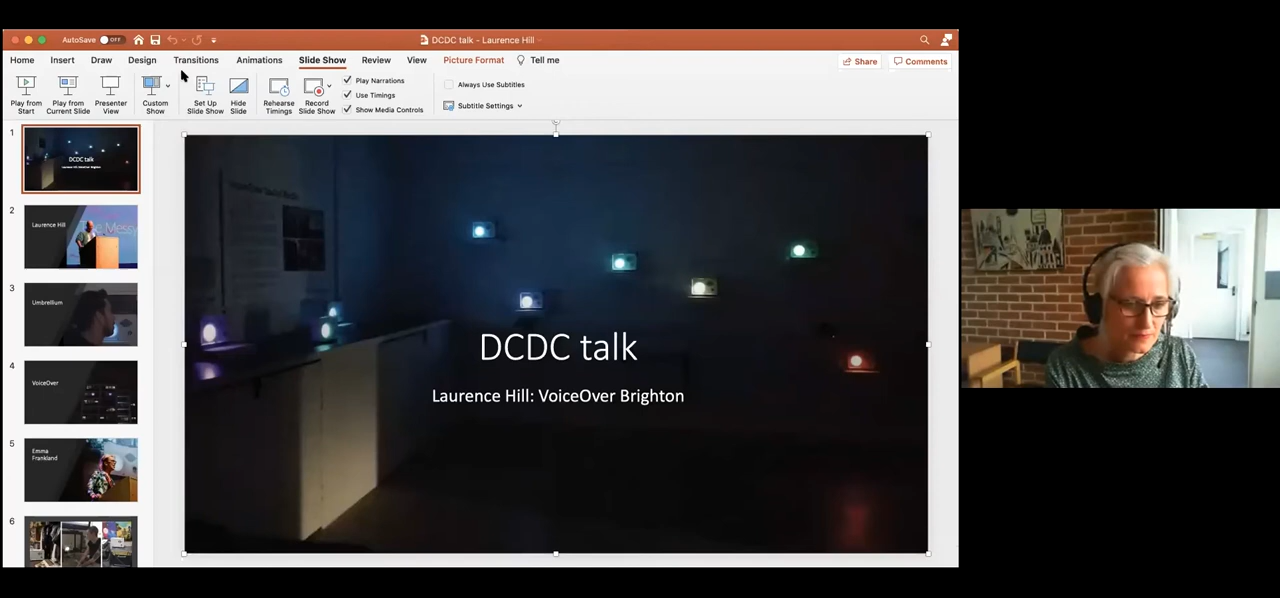 AutoSave OFF
DCDC talk - Laurence Hill
Home Insert Draw Design Transitions Animations Slide Show Review View Picture Format Tell me
Share Comments
Play from Start
Play from Current Slide
Presenter View
Custom Show
Set Up Slide Show
Hide Slide
Rehearse Timings
Record Slide Show
Play Narrations
Use Timings
Show Media Controls
Always Use Subtitles
Subtitle Settings
1
DCDC talk
Laurence Hill: VoiceOver Brighton
2
Laurence Hill
3
Umbrellium
4
VoiceOver
5
Emma
Frankland
6
DCDC talk
Laurence Hill: VoiceOver Brighton